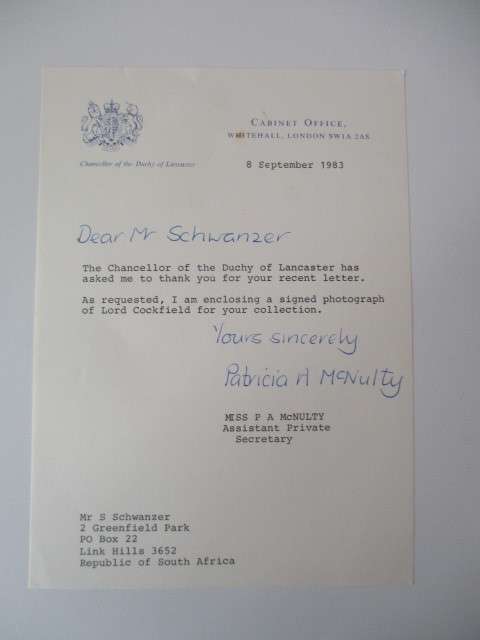 CABINET OFFICE,
WHITEHALL, LONDON SW1A 2AS
Chancellor of the Duchy of Lancaster
8 September 1983
Dear Mr Schwanzer
The Chancellor of the Duchy of Lancaster has
asked me to thank you for your recent letter.
As requested, I am enclosing a signed photograph
of Lord Cockfield for your collection.
Yours sincerely
Patricia A McNulty
MISS P A McNULTY
Assistant Private
Secretary
Mr S Schwanzer
2 Greenfield Park
PO Box 22
Link Hills 3652
Republic of South Africa